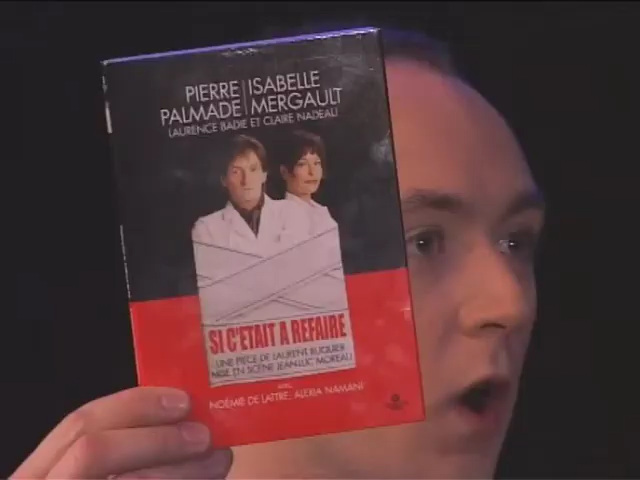 PIERRE PALMADE
ISABELLE MERGAULT
LAURENCE BADIE ET CLAIRE NADEAU
SI C'ETAIT A REFAIRE
UNE PIECE DE LAURENT RUQUIER
MISE EN SCENE JEAN-LUC MOREAU
AVEC
NOÉMIE DE LATTRE, ALEXIA NAMANI